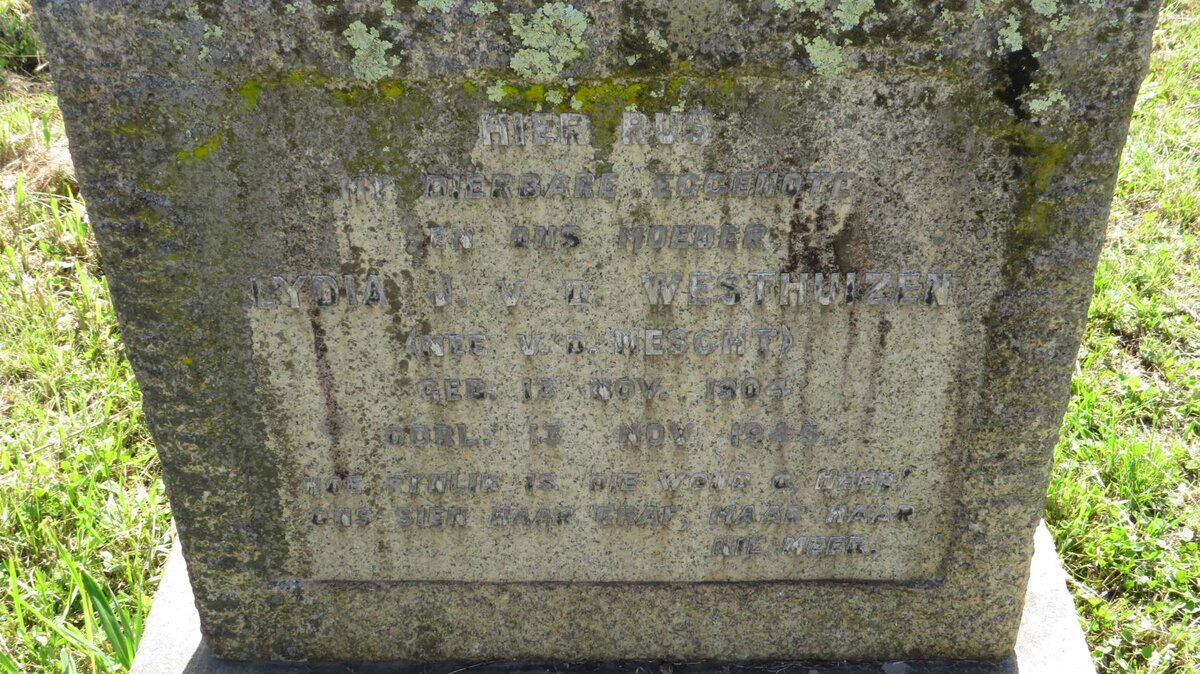 HIER RUS
MY DIERBARE EGGENOTE
EN ONS MOEDER
LYDIA J. V. D. WESTHUIZEN
(NEE V. D. MESCHT)
GEB. 13 NOV. 1904
OORL. 13 NOV. 1945.
HOE PYNLIK IS DIE WOND O, HEER!
ONS SIEN HAAR GRAF, MAAR HAAR
NIE MEER.